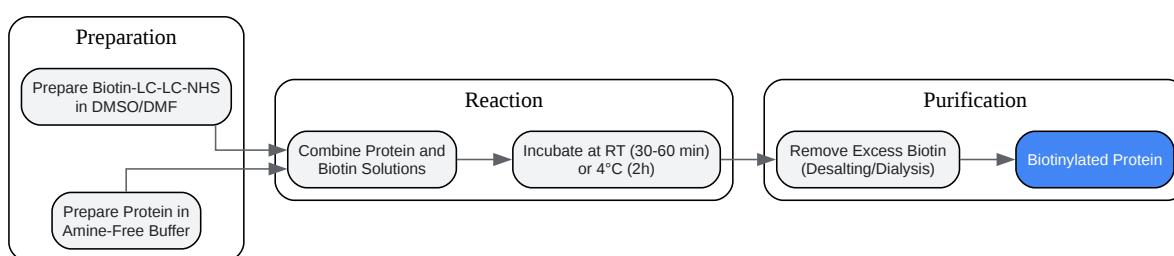 Preparation
Prepare Biotin-LC-LC-NHS
in DMSO/DMF
Prepare Protein in
Amine-Free Buffer
Reaction
Combine Protein and
Biotin Solutions
Incubate at RT (30-60 min)
or 4°C (2h)
Purification
Remove Excess Biotin
(Desalting/Dialysis)
Biotinylated Protein